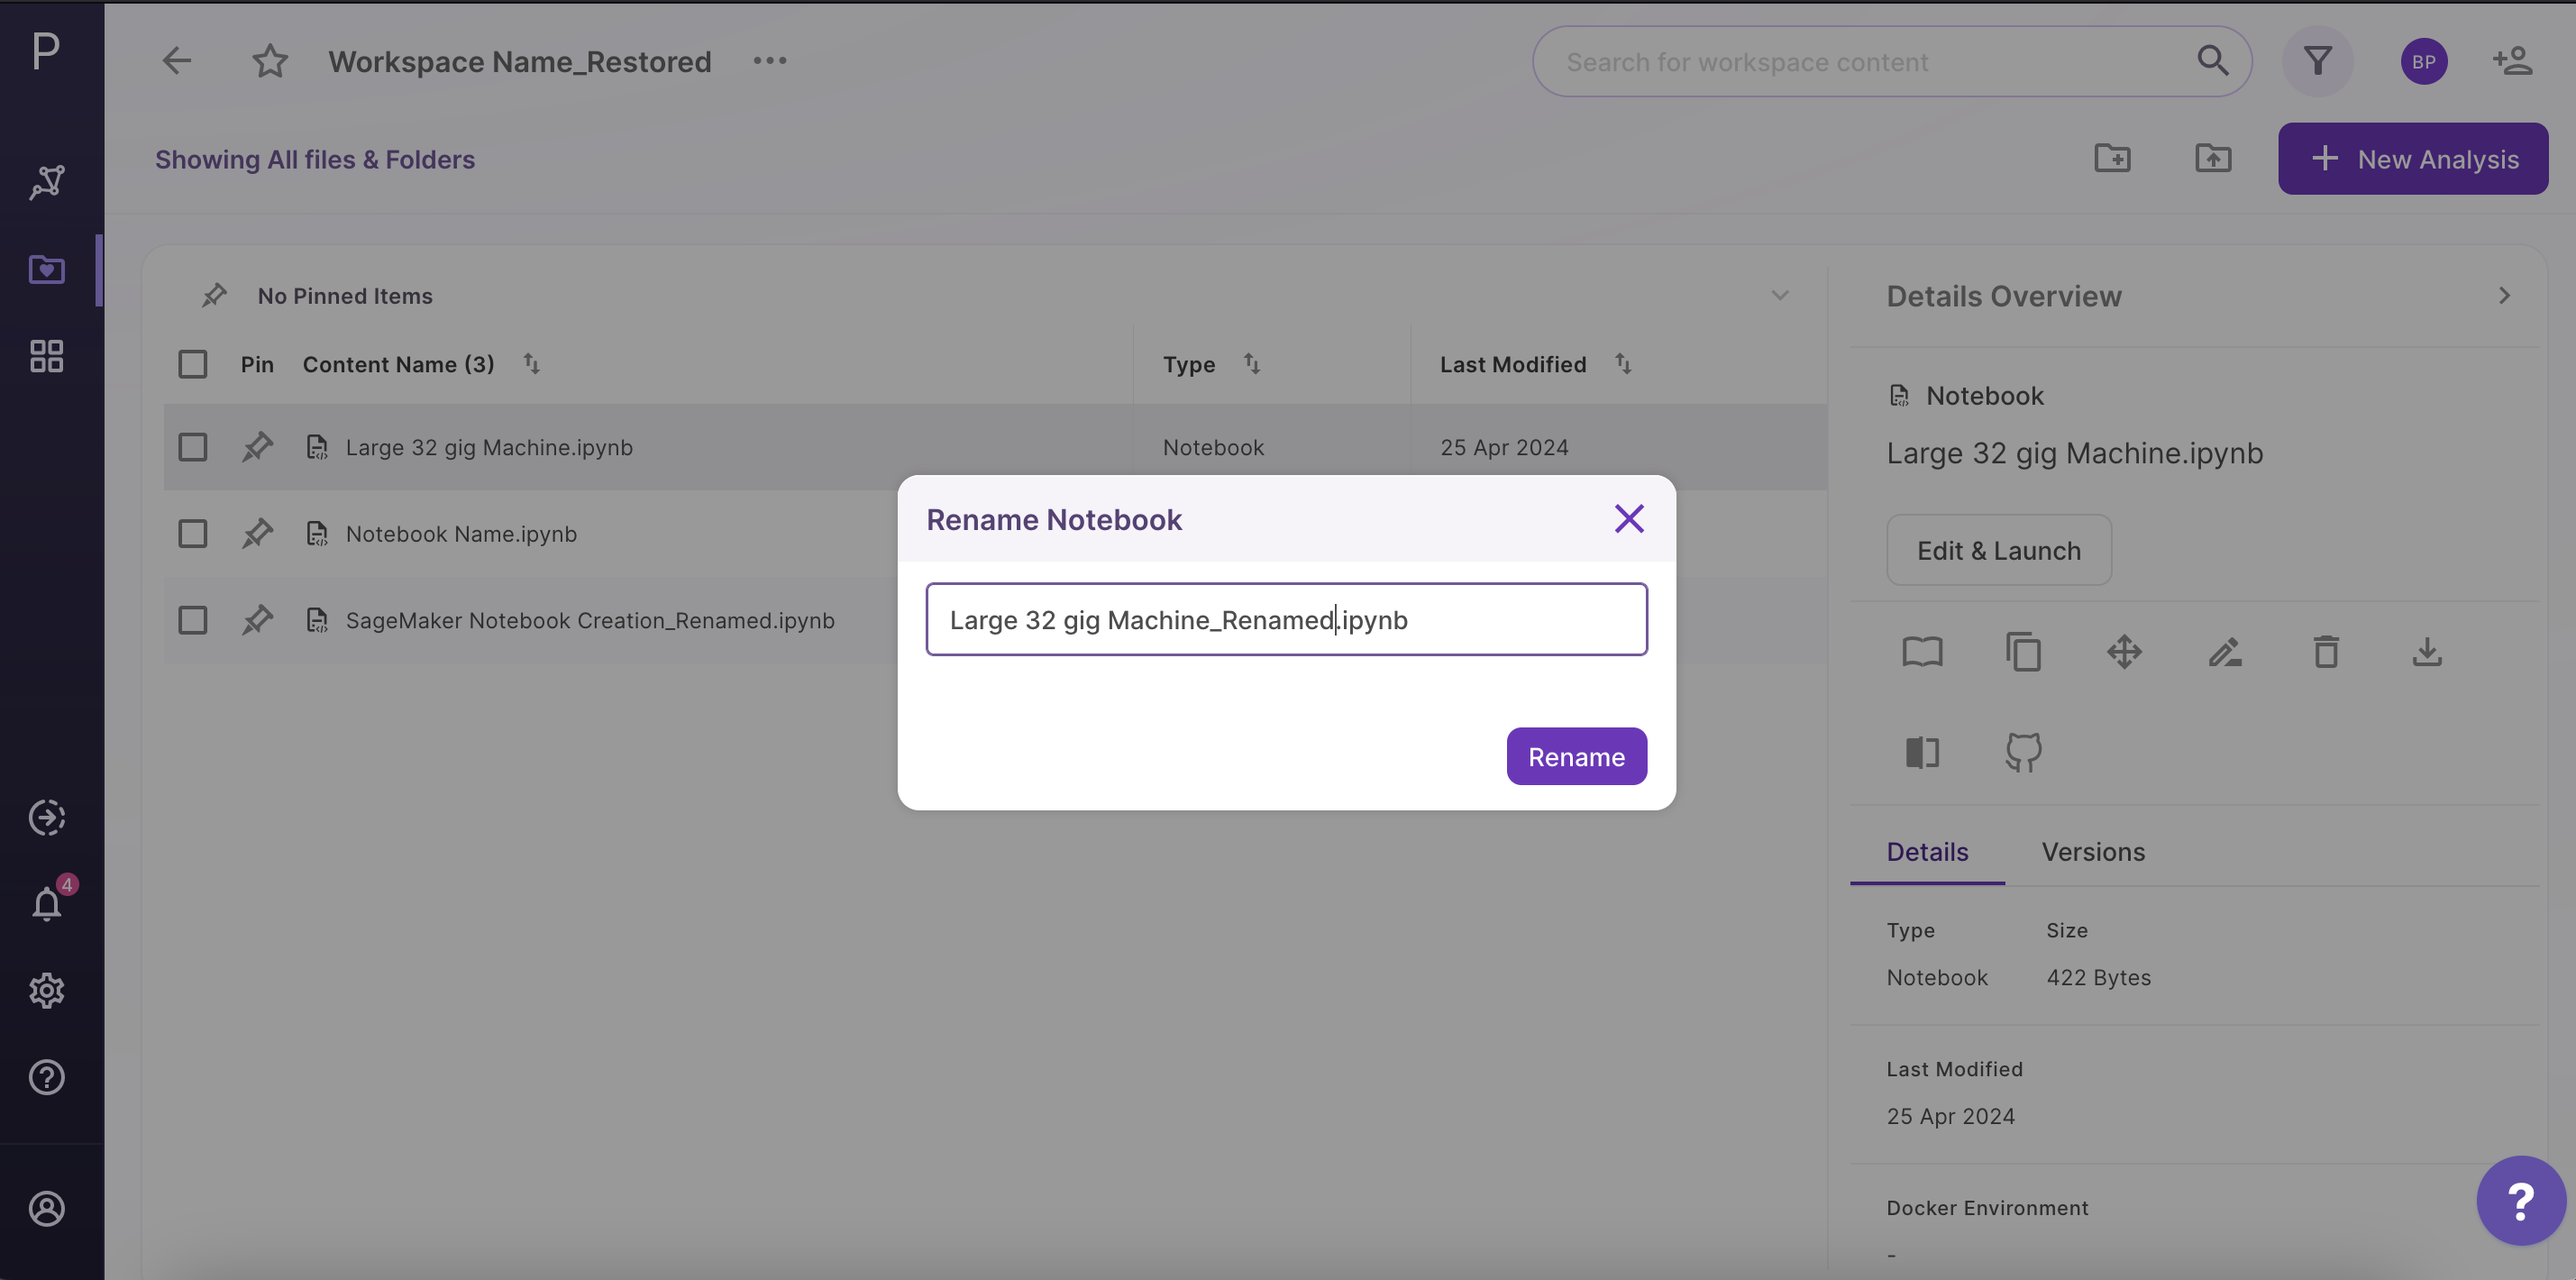 P
Workspace Name_Restored
Search for workspace content
BP
Showing All files & Folders
New Analysis
No Pinned Items
Pin Content Name (3) Type Last Modified
Large 32 gig Machine.ipynb Notebook 25 Apr 2024
Notebook Name.ipynb
SageMaker Notebook Creation_Renamed.ipynb
Rename Notebook
Large 32 gig Machine_Renamed.ipynb
Rename
Details Overview
Notebook
Large 32 gig Machine.ipynb
Edit & Launch
Details Versions
Type Size
Notebook 422 Bytes
Last Modified
25 Apr 2024
Docker Environment
-
4
?